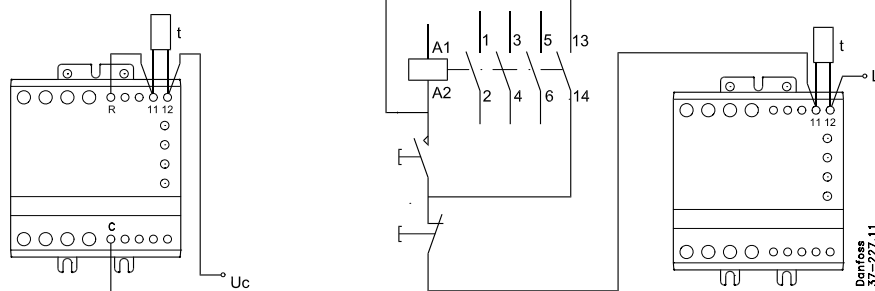 t
R 11 12
C
Uc
A1 1 3 5 13
A2 2 4 6 14
t
L
11 12
Danfoss
37-227.11